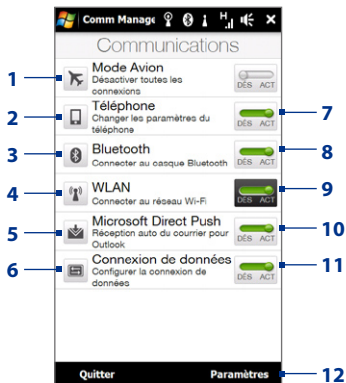 Comm Manage H
Communications
1 Mode Avion
Désactiver toutes les
connexions
DÉS ACT
2 Téléphone
Changer les paramètres du
téléphone
DÉS ACT 7
3 Bluetooth
Connecter au casque Bluetooth
DÉS ACT 8
4 WLAN
Connecter au réseau Wi-Fi
DÉS ACT 9
5 Microsoft Direct Push
Réception auto du courrier pour
Outlook
DÉS ACT 10
6 Connexion de données
Configurer la connexion de
données
DÉS ACT 11
Quitter Paramètres 12